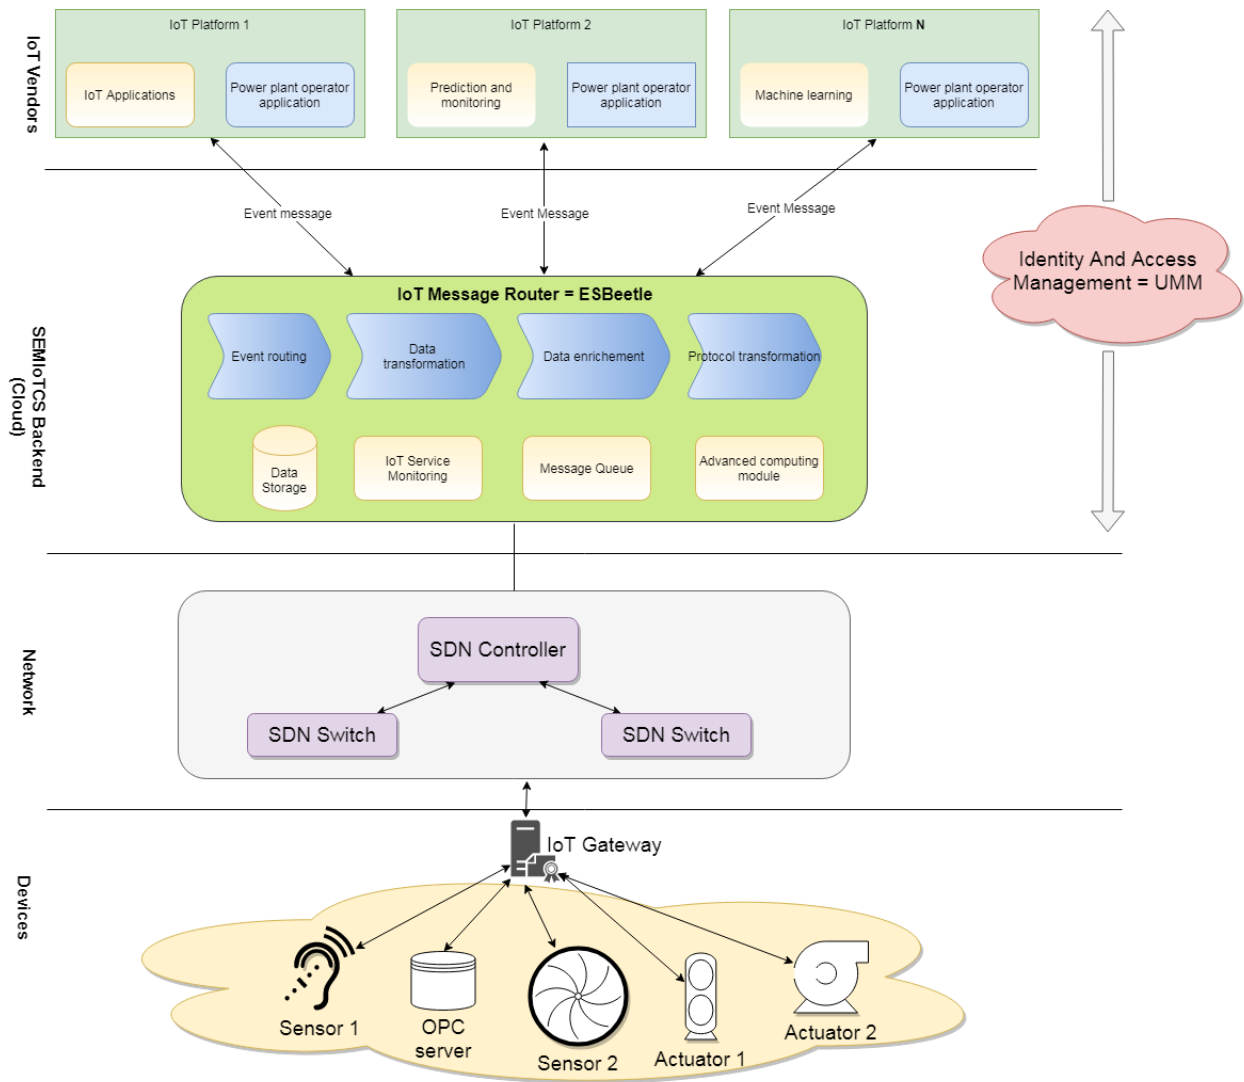 IoT Vendors
IoT Platform 1
IoT Applications
Power plant operator
application
IoT Platform 2
Prediction and
monitoring
Power plant operator
application
IoT Platform N
Machine learning
Power plant operator
application
Event message
Event Message
Event Message
Identity And Access
Management = UMM
SEMIoTCS Backend
(Cloud)
IoT Message Router = ESBeetle
Event routing
Data
transformation
Data enrichement
Protocol transformation
Data
Storage
IoT Service
Monitoring
Message Queue
Advanced computing
module
Network
SDN Controller
SDN Switch
SDN Switch
Devices
IoT Gateway
Sensor 1
OPC
server
Sensor 2
Actuator 1
Actuator 2